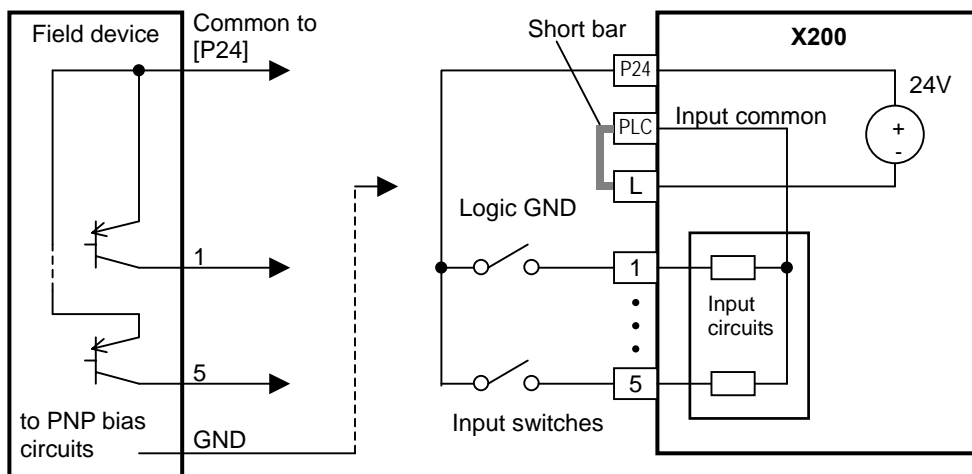 Field device
Common to
[P24]
1
5
to PNP bias
circuits
GND
Short bar
X200
P24
24V
PLC
Input common
+
-
L
Logic GND
1
Input
circuits
5
Input switches